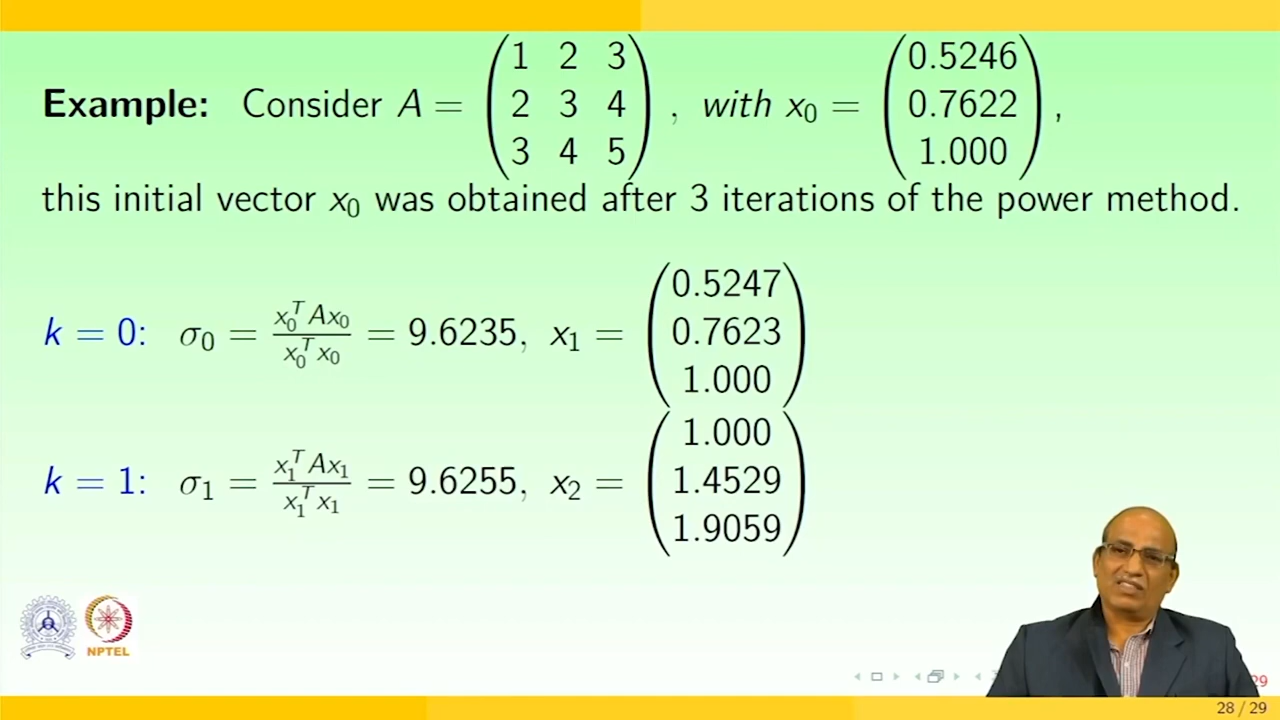 Example: Consider A = (1 2 3; 2 3 4; 3 4 5), with x₀ = (0.5246; 0.7622; 1.000),
this initial vector x₀ was obtained after 3 iterations of the power method.
k = 0: σ₀ = x₀ᵀAx₀ / x₀ᵀx₀ = 9.6235, x₁ = (0.5247; 0.7623; 1.000)
k = 1: σ₁ = x₁ᵀAx₁ / x₁ᵀx₁ = 9.6255, x₂ = (1.000; 1.4529; 1.9059)
NPTEL
29
28 / 29